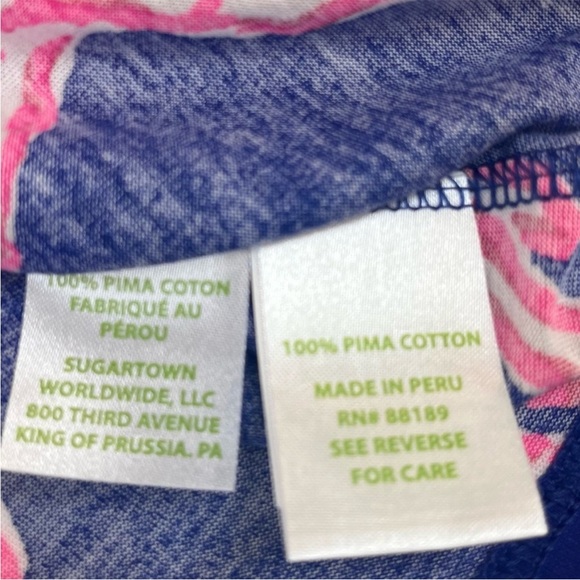 100% PIMA COTON
FABRIQUÉ AU
PÉROU
SUGARTOWN
WORLDWIDE, LLC
800 THIRD AVENUE
KING OF PRUSSIA. PA
100% PIMA COTTON
MADE IN PERU
RN# 88189
SEE REVERSE
FOR CARE